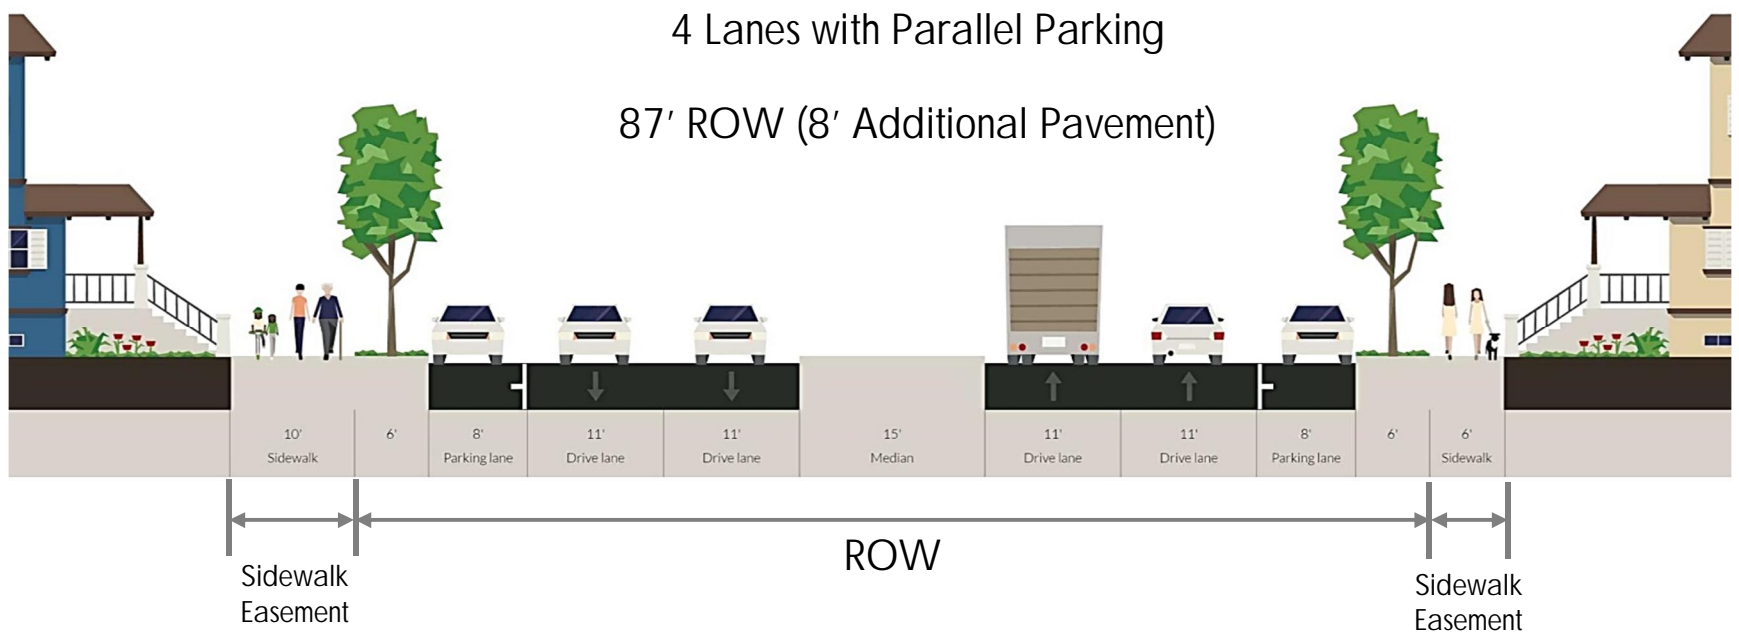 4 Lanes with Parallel Parking
87' ROW (8' Additional Pavement)
10' 6' 8' 11' 11' 15' 11' 11' 8' 6' 6'
Sidewalk Parking lane Drive lane Drive lane Median Drive lane Drive lane Parking lane Sidewalk
ROW
Sidewalk
Easement
Sidewalk
Easement